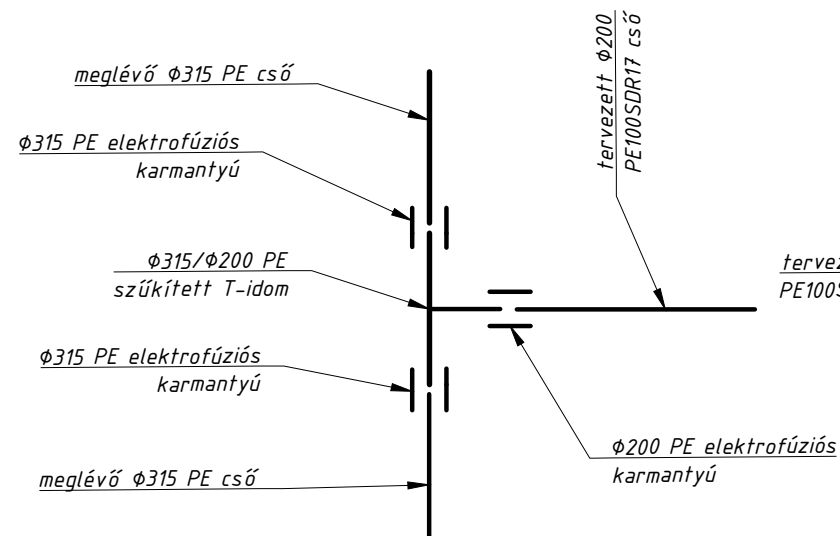 meglévő Φ315 PE cső
Φ315 PE elektrofúziós
karmantyú
Φ315/Φ200 PE
szűkített T-idom
Φ315 PE elektrofúziós
karmantyú
meglévő Φ315 PE cső
tervezett Φ200
PE100SDR17 cső
Φ200 PE elektrofúziós
karmantyú